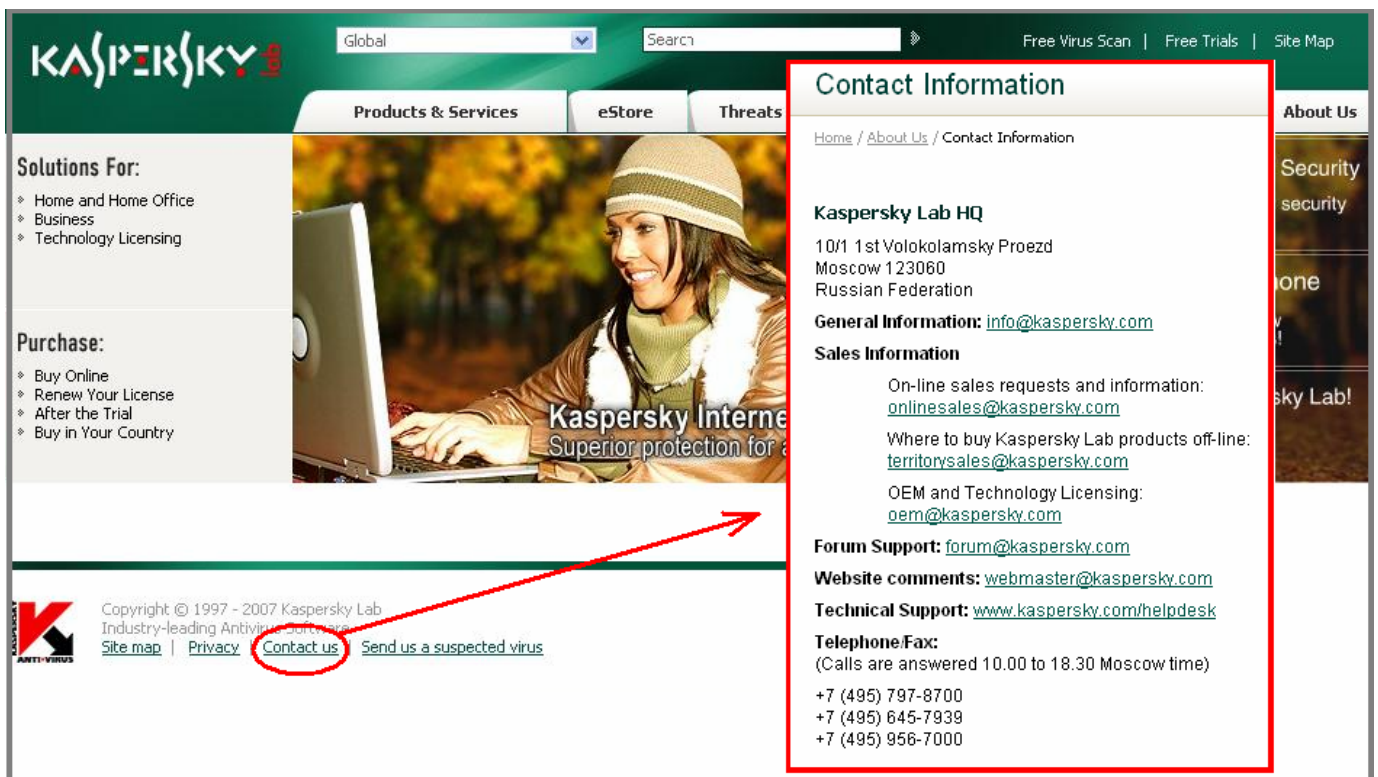 KASPERSKY lab
Global
Search
Free Virus Scan | Free Trials | Site Map
Products & Services
eStore
Threats
About Us
Solutions For:
Home and Home Office
Business
Technology Licensing
Purchase:
Buy Online
Renew Your License
After the Trial
Buy in Your Country
Kaspersky Interne
Superior protection for a
Security
security
one
!
sky Lab!
Contact Information
Home / About Us / Contact Information
Kaspersky Lab HQ
10/1 1st Volokolamsky Proezd
Moscow 123060
Russian Federation
General Information: info@kaspersky.com
Sales Information
On-line sales requests and information:
onlinesales@kaspersky.com
Where to buy Kaspersky Lab products off-line:
territorysales@kaspersky.com
OEM and Technology Licensing:
oem@kaspersky.com
Forum Support: forum@kaspersky.com
Website comments: webmaster@kaspersky.com
Technical Support: www.kaspersky.com/helpdesk
Telephone/Fax:
(Calls are answered 10.00 to 18.30 Moscow time)
+7 (495) 797-8700
+7 (495) 645-7939
+7 (495) 956-7000
KASPERSKY
ANTI-VIRUS
Copyright © 1997 - 2007 Kaspersky Lab
Industry-leading Antivirus Software
Site map | Privacy | Contact us | Send us a suspected virus